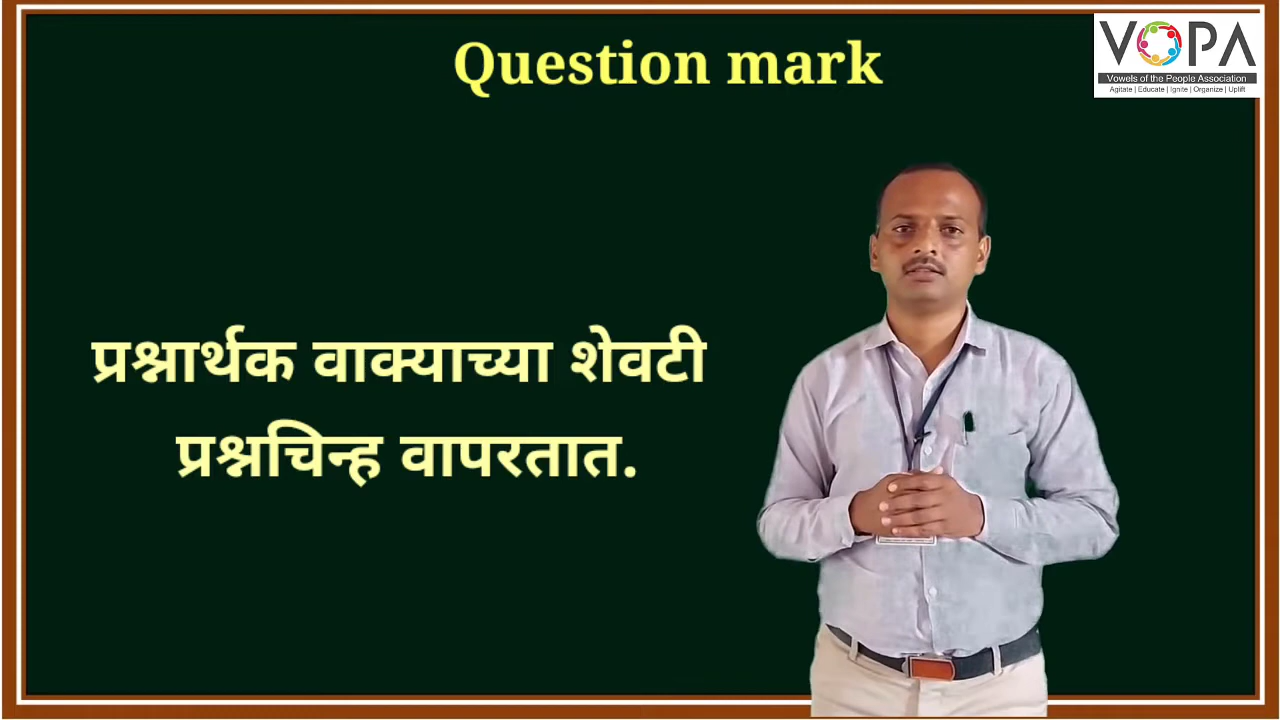 Question mark
VOPA
Vowels of the People Association
Agitate | Educate | Ignite | Organize | Uplift
प्रश्नार्थक वाक्याच्या शेवटी
प्रश्नचिन्ह वापरतात.